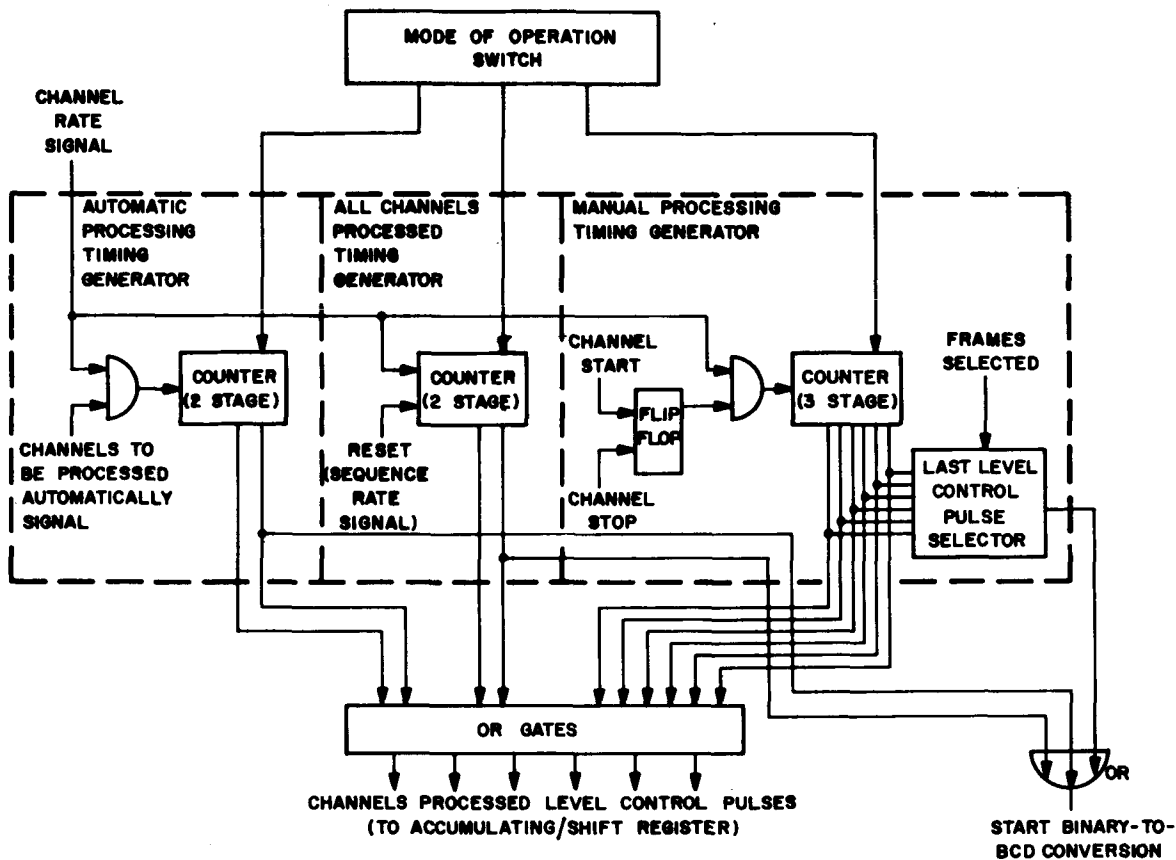 MODE OF OPERATION
SWITCH
CHANNEL
RATE
SIGNAL
AUTOMATIC
PROCESSING
TIMING
GENERATOR
ALL CHANNELS
PROCESSED
TIMING
GENERATOR
MANUAL PROCESSING
TIMING GENERATOR
COUNTER
(2 STAGE)
CHANNELS TO
BE PROCESSED
AUTOMATICALLY
SIGNAL
COUNTER
(2 STAGE)
RESET
(SEQUENCE
RATE
SIGNAL)
CHANNEL
START
FLIP
FLOP
CHANNEL
STOP
COUNTER
(3 STAGE)
FRAMES
SELECTED
LAST LEVEL
CONTROL
PULSE
SELECTOR
OR GATES
CHANNELS PROCESSED LEVEL CONTROL PULSES
(TO ACCUMULATING/SHIFT REGISTER)
OR
START BINARY-TO-
BCD CONVERSION